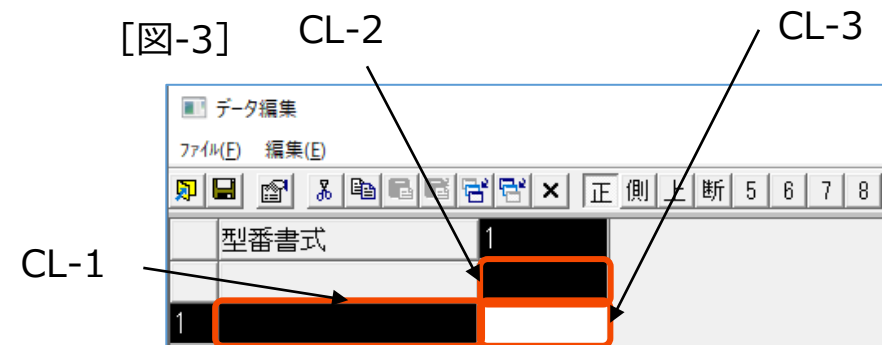 [図-3] CL-2 CL-3
データ編集
ファイル(F) 編集(E)
正 側 上 断 5 6 7 8
型番書式 1
CL-1
1